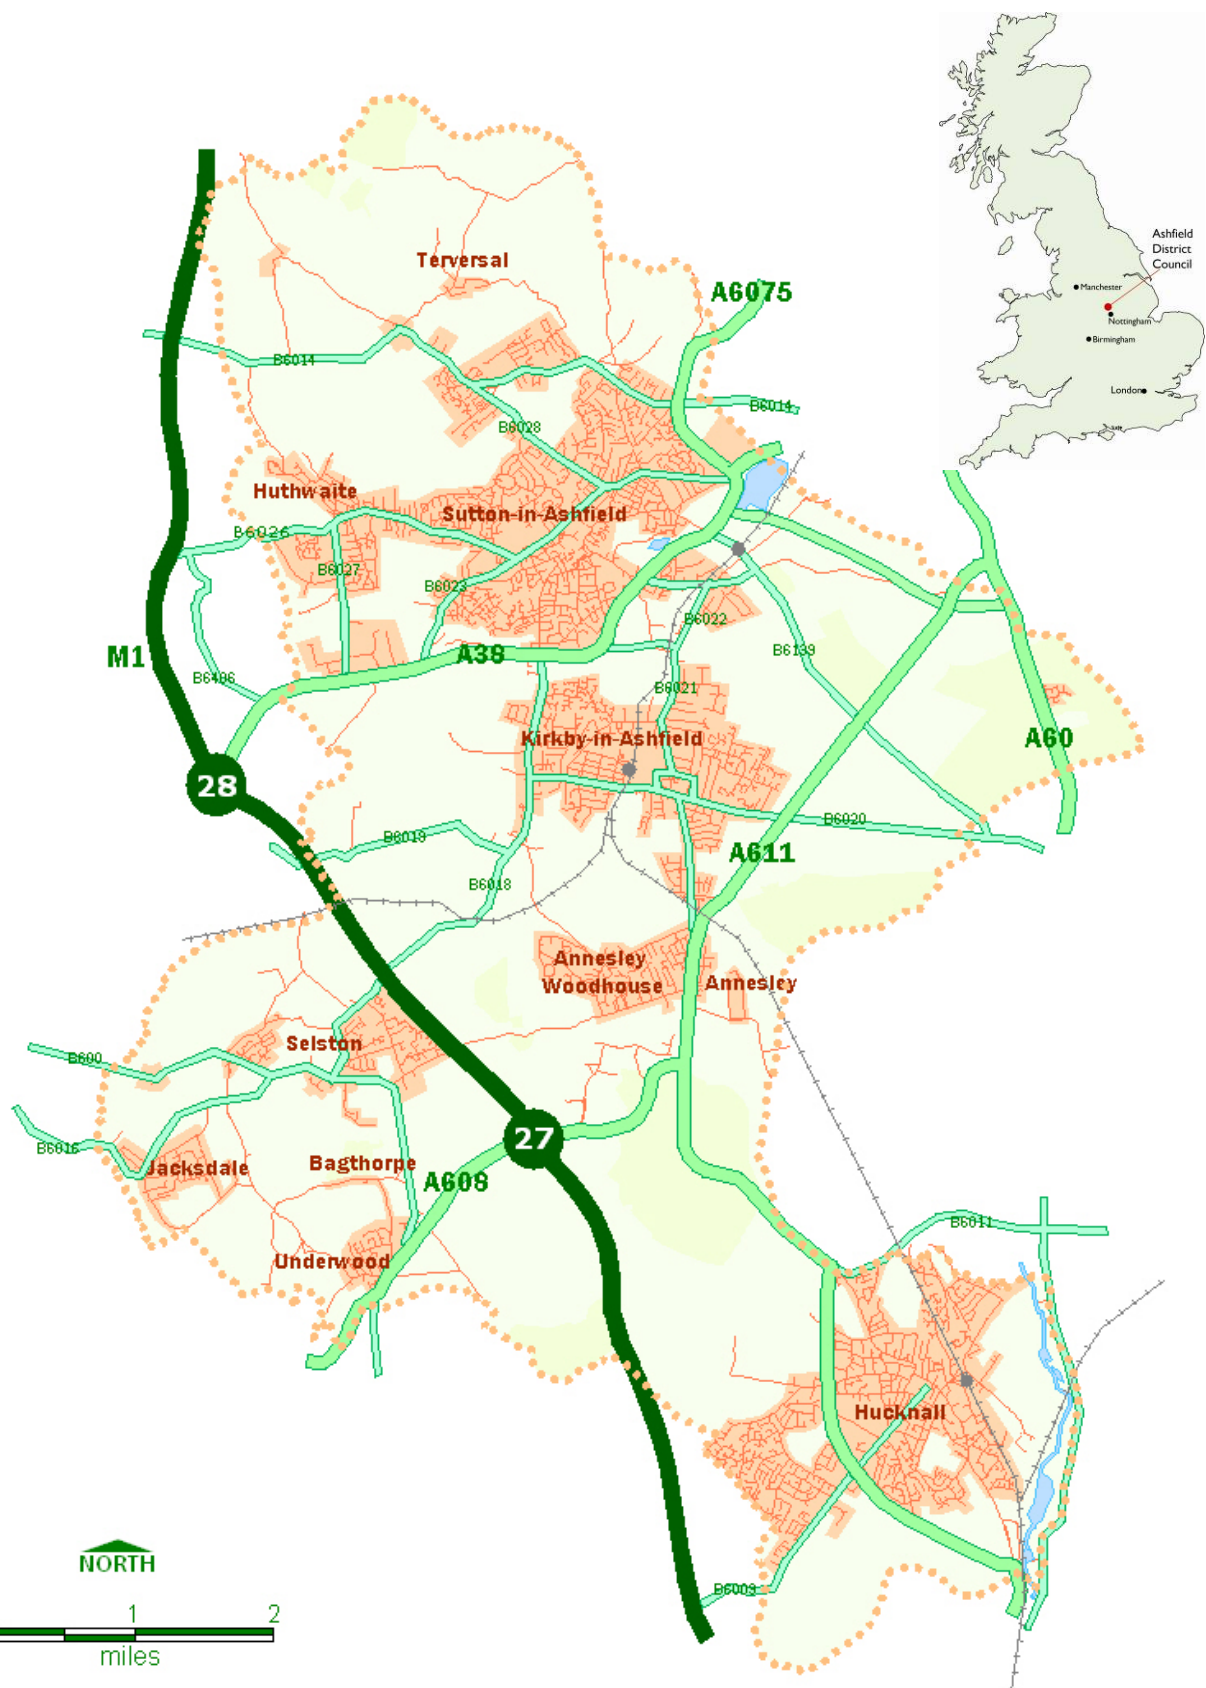 Ashfield
District
Council
Manchester
Nottingham
Birmingham
London
Terversal
A6075
B6014
B6014
B6028
Huthwaite
Sutton-in-Ashfield
B6026
B6027
B6023
B6022
M1
A38
B6139
B6406
B6021
Kirkby-in-Ashfield
A60
28
B6019
B6020
A611
B6018
Annesley
Woodhouse
Annesley
Selston
B600
27
B6016
Jacksdale
Bagthorpe
A608
B6011
Underwood
Hucknall
NORTH
B6009
1
2
miles